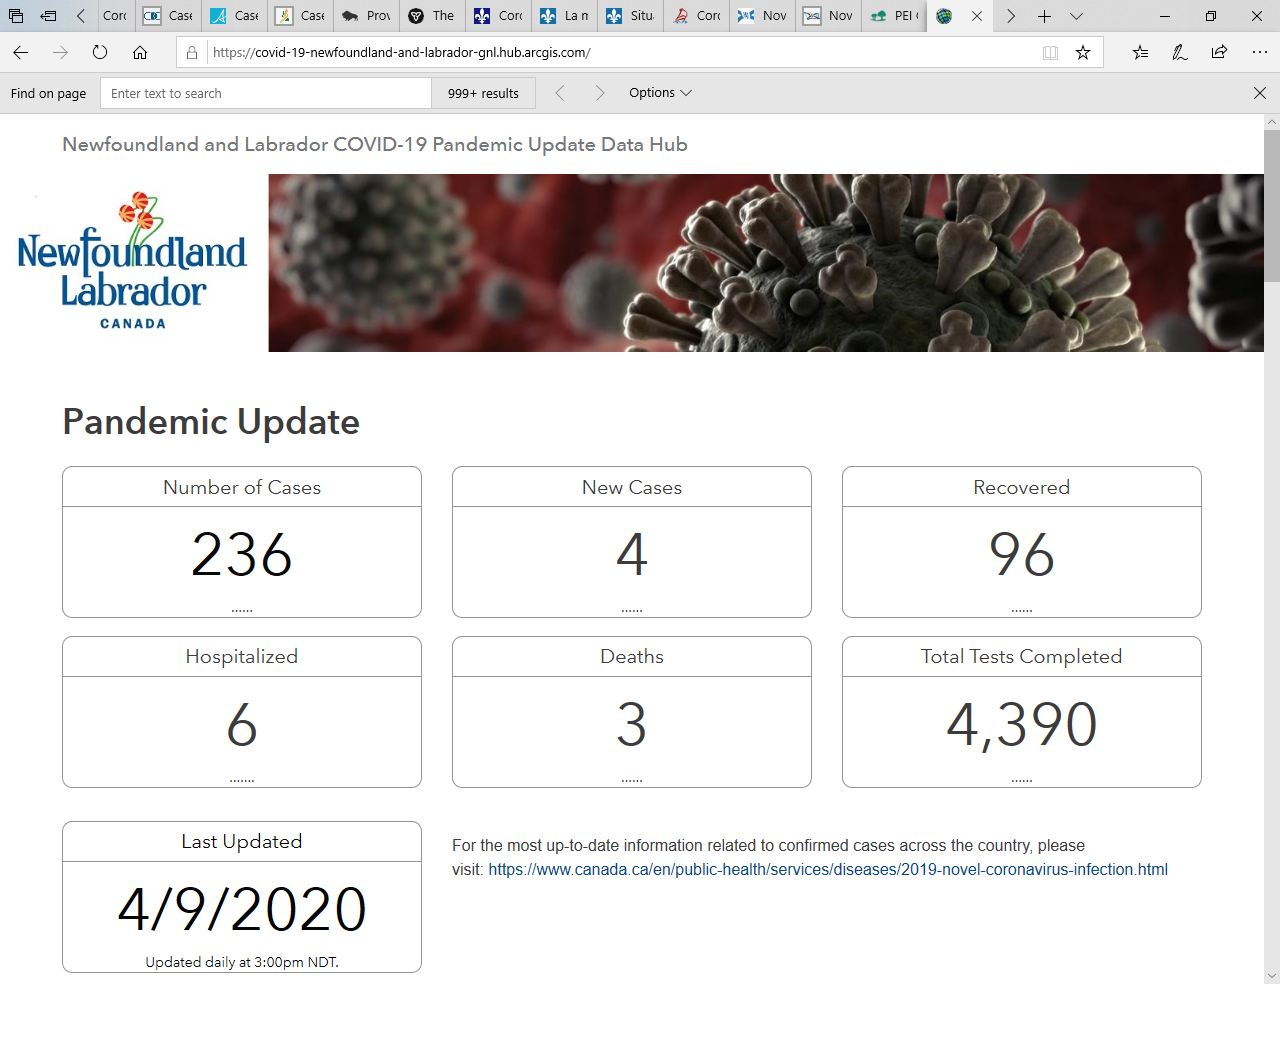 Corc
Case
Case
Case
Prov
The
Corc
La m
Situ
Corc
Nov
Nov
PEI
https://covid-19-newfoundland-and-labrador-gnl.hub.arcgis.com/
Find on page
Enter text to search
999+ results
Options
Newfoundland and Labrador COVID-19 Pandemic Update Data Hub
Newfoundland
Labrador
CANADA
Pandemic Update
Number of Cases
New Cases
Recovered
236
4
96
......
......
......
Hospitalized
Deaths
Total Tests Completed
6
3
4,390
.......
......
......
Last Updated
4/9/2020
Updated daily at 3:00pm NDT.
For the most up-to-date information related to confirmed cases across the country, please
visit: https://www.canada.ca/en/public-health/services/diseases/2019-novel-coronavirus-infection.html